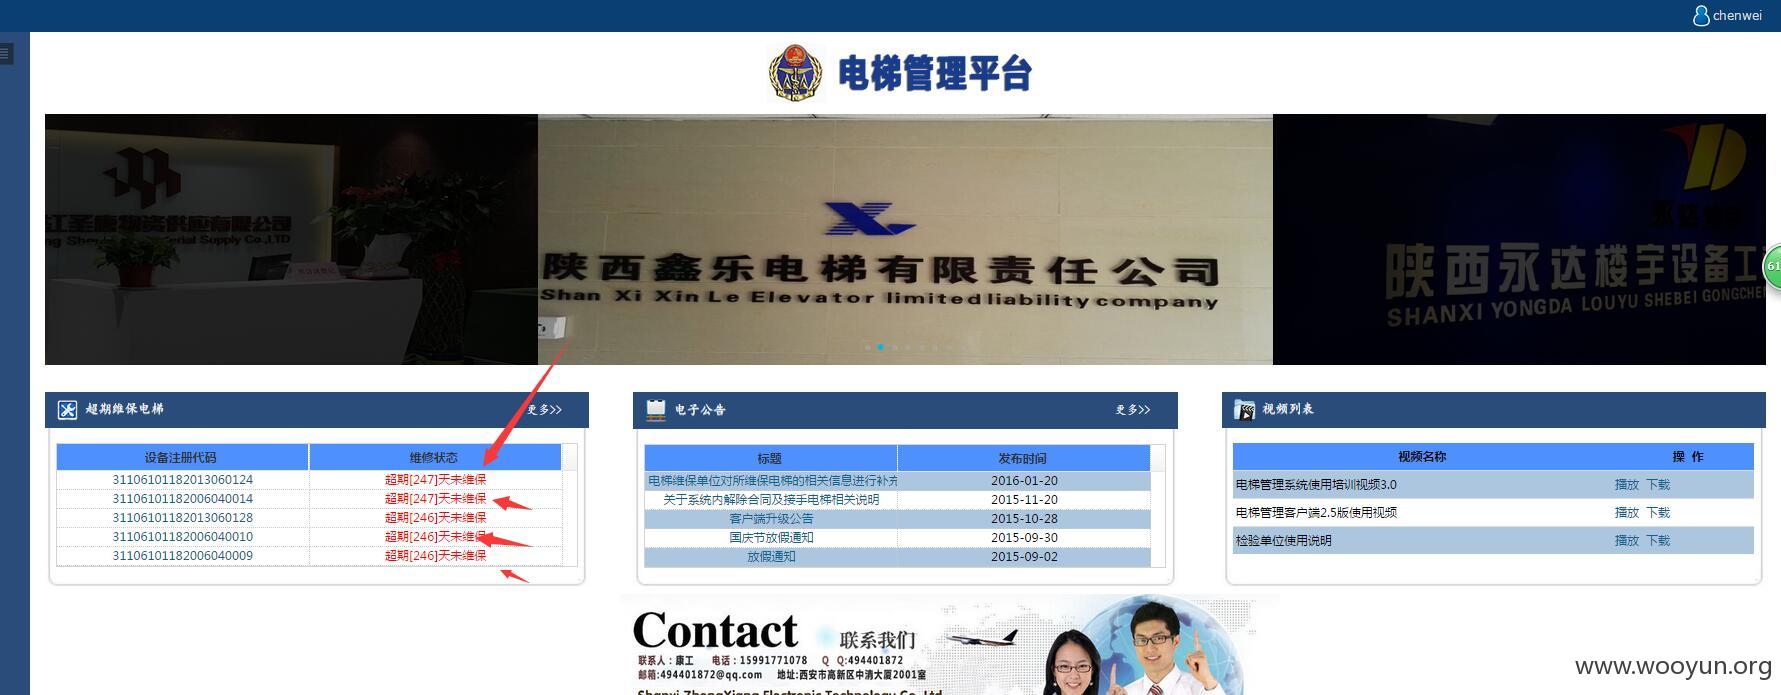 chenwei
电梯管理平台
陕西鑫乐电梯有限责任公司
Shan Xi Xin Le Elevator limited liability company
江圣唐物资供应有限公司
陕西永达楼宇设备工
SHANXI YONGDA LOUYU SHEBEI GONGCHE
61
超期维保电梯 更多>>
设备注册代码 维修状态
31106101182013060124 超期[247]天未维保
31106101182006040014 超期[247]天未维保
31106101182013060128 超期[246]天未维保
31106101182006040010 超期[246]天未维保
31106101182006040009 超期[246]天未维保
电子公告 更多>>
标题 发布时间
电梯维保单位对所维保电梯的相关信息进行补充 2016-01-20
关于系统内解除合同及接手电梯相关说明 2015-11-20
客户端升级公告 2015-10-28
国庆节放假通知 2015-09-30
放假通知 2015-09-02
视频列表
视频名称 操 作
电梯管理系统使用培训视频3.0 播放 下载
电梯管理客户端2.5版使用视频 播放 下载
检验单位使用说明 播放 下载
Contact 联系我们
联系人：康工 电话：15991771078 Q Q:494401872
邮箱:494401872@qq.com 地址:西安市高新区中清大厦2001室
Shanxi ZhongXiang Electronic Technology Co.,Ltd
www.wooyun.org